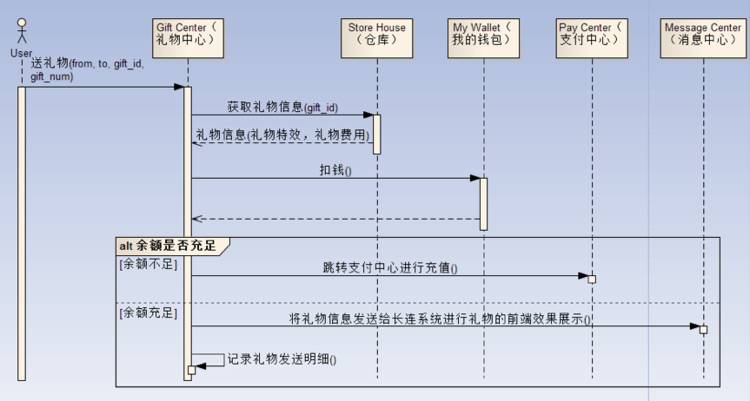 User
Gift Center（
礼物中心）
Store House
（仓库）
My Wallet（
我的钱包）
Pay Center（
支付中心）
Message Center
（消息中心）
送礼物(from, to, gift_id,
gift_num)
获取礼物信息(gift_id)
礼物信息(礼物特效，礼物费用)
扣钱()
alt 余额是否充足
[余额不足]
跳转支付中心进行充值()
[余额充足]
将礼物信息发送给长连系统进行礼物的前端效果展示()
记录礼物发送明细()